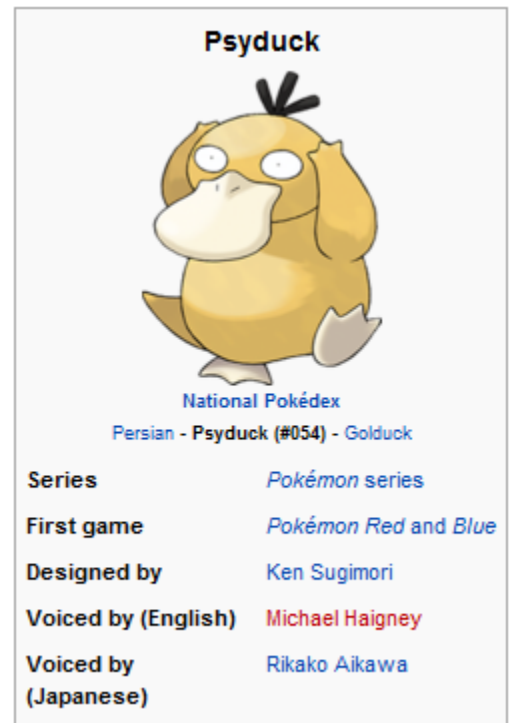 Psyduck
National Pokédex
Persian - Psyduck (#054) - Golduck
Series Pokémon series
First game Pokémon Red and Blue
Designed by Ken Sugimori
Voiced by (English) Michael Haigney
Voiced by Rikako Aikawa
(Japanese)